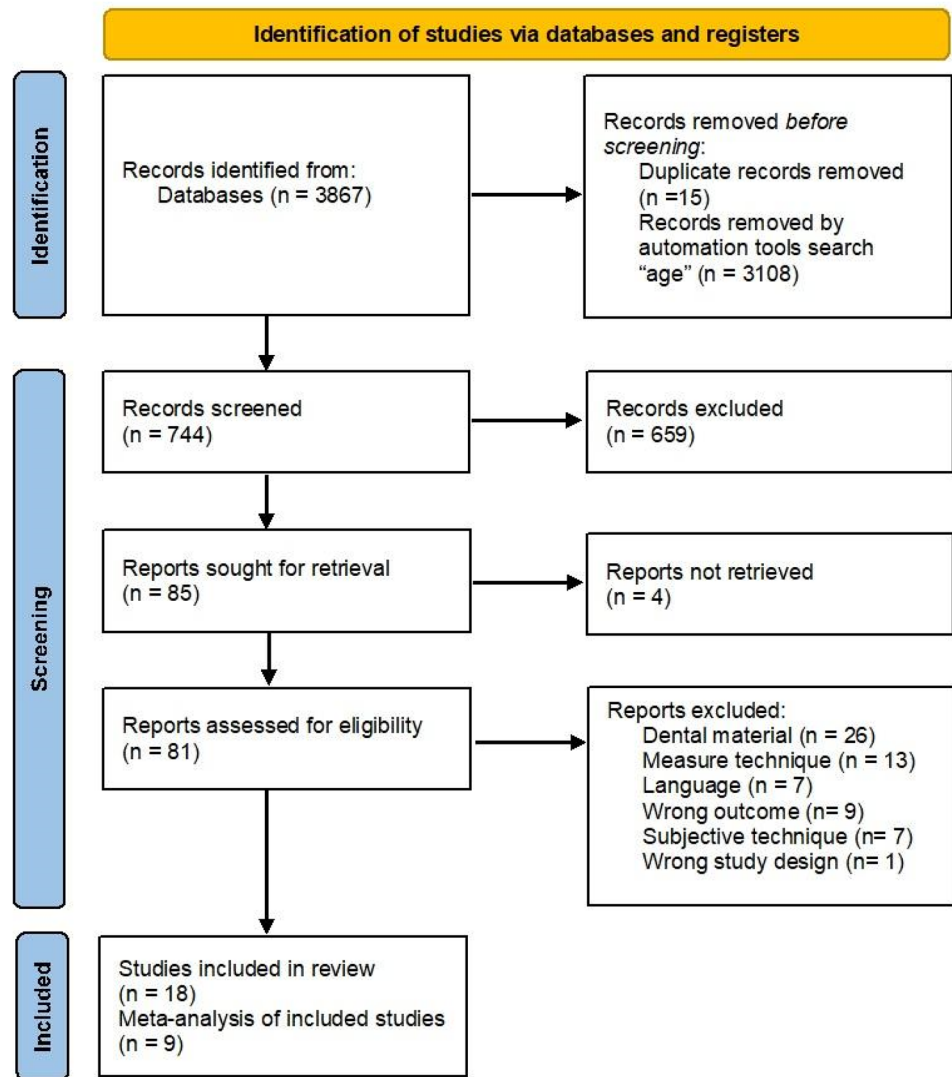 Identification of studies via databases and registers
Identification
Records identified from:
Databases (n = 3867)
Records removed before
screening:
Duplicate records removed
(n =15)
Records removed by
automation tools search
“age” (n = 3108)
Screening
Records screened
(n = 744)
Records excluded
(n = 659)
Reports sought for retrieval
(n = 85)
Reports not retrieved
(n = 4)
Reports assessed for eligibility
(n = 81)
Reports excluded:
Dental material (n = 26)
Measure technique (n = 13)
Language (n = 7)
Wrong outcome (n= 9)
Subjective technique (n= 7)
Wrong study design (n= 1)
Included
Studies included in review
(n = 18)
Meta-analysis of included studies
(n = 9)